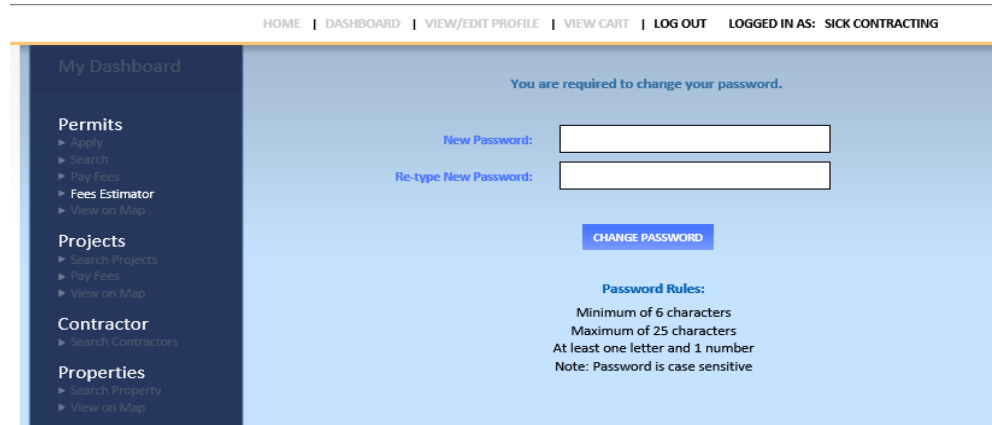 HOME | DASHBOARD | VIEW/EDIT PROFILE | VIEW CART | LOG OUT LOGGED IN AS: SICK CONTRACTING
My Dashboard
Permits
► Apply
► Search
► Pay Fees
► Fees Estimator
► View on Map
Projects
► Search Projects
► Pay Fees
► View on Map
Contractor
► Search Contractors
Properties
► Search Property
► View on Map
You are required to change your password.
New Password:
Re-type New Password:
CHANGE PASSWORD
Password Rules:
Minimum of 6 characters
Maximum of 25 characters
At least one letter and 1 number
Note: Password is case sensitive